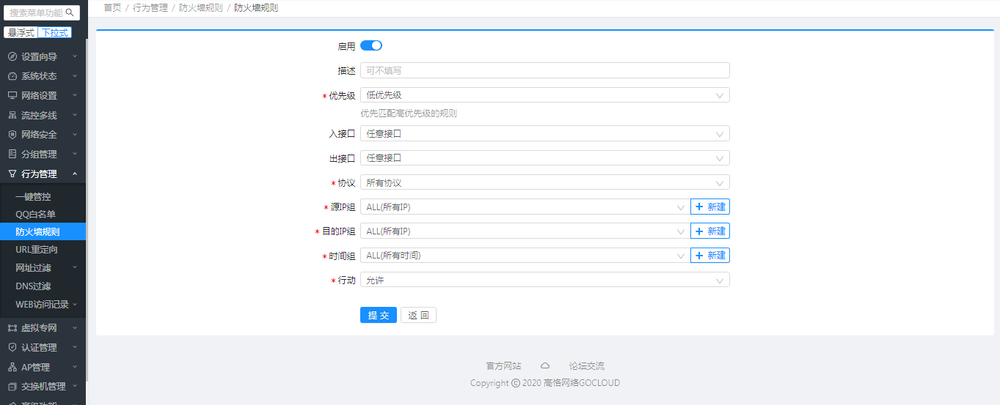 搜索菜单功能
悬浮式 下拉式
设置向导
系统状态
网络设置
流控多线
网络安全
分组管理
行为管理
一键管控
QQ白名单
防火墙规则
URL重定向
网址过滤
DNS过滤
WEB访问记录
虚拟专网
认证管理
AP管理
交换机管理
高级功能
首页 / 行为管理 / 防火墙规则 / 防火墙规则
启用
描述 可不填写
* 优先级 低优先级
优先匹配高优先级的规则
入接口 任意接口
出接口 任意接口
* 协议 所有协议
* 源IP组 ALL(所有IP) + 新建
* 目的IP组 ALL(所有IP) + 新建
* 时间组 ALL(所有时间) + 新建
* 行动 允许
提 交 返 回
官方网站 论坛交流
Copyright © 2020 高恪网络GOCLOUD